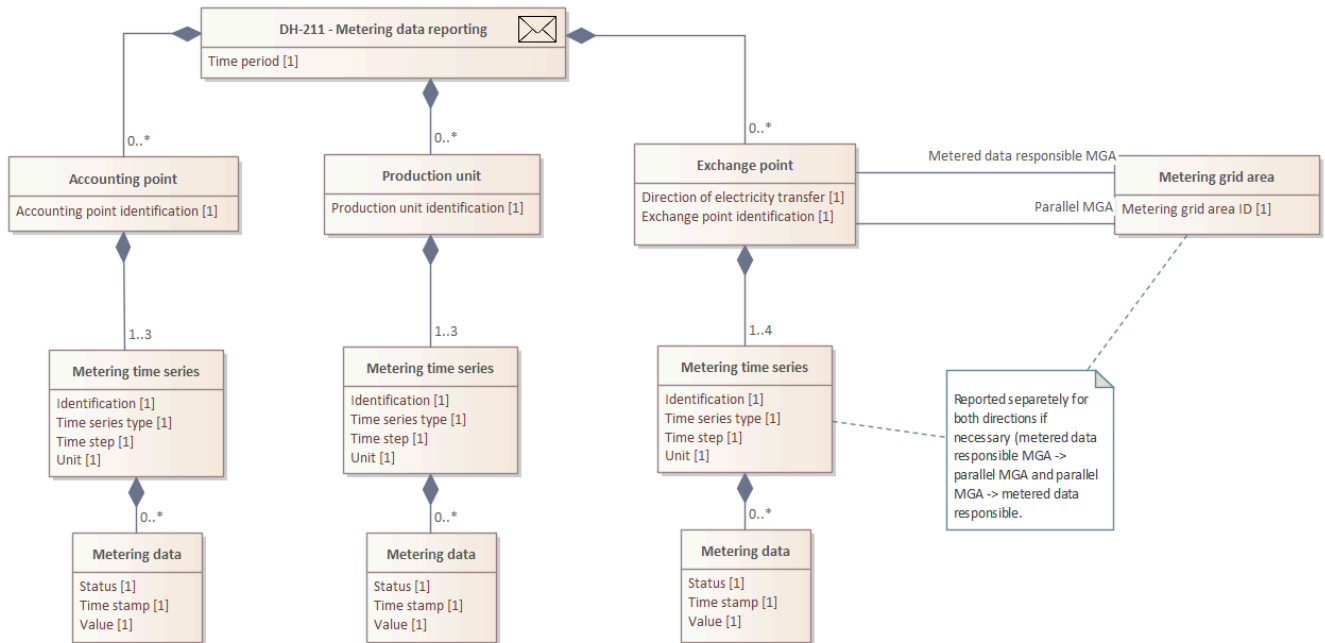 DH-211 - Metering data reporting
Time period [1]
0..*
0..*
0..*
Accounting point
Accounting point identification [1]
Production unit
Production unit identification [1]
Exchange point
Direction of electricity transfer [1]
Exchange point identification [1]
Metered data responsible MGA
Parallel MGA
Metering grid area
Metering grid area ID [1]
1..3
1..3
1..4
Metering time series
Identification [1]
Time series type [1]
Time step [1]
Unit [1]
Metering time series
Identification [1]
Time series type [1]
Time step [1]
Unit [1]
Metering time series
Identification [1]
Time series type [1]
Time step [1]
Unit [1]
Reported separetely for
both directions if
necessary (metered data
responsible MGA ->
parallel MGA and parallel
MGA -> metered data
responsible.
0..*
0..*
0..*
Metering data
Status [1]
Time stamp [1]
Value [1]
Metering data
Status [1]
Time stamp [1]
Value [1]
Metering data
Status [1]
Time stamp [1]
Value [1]